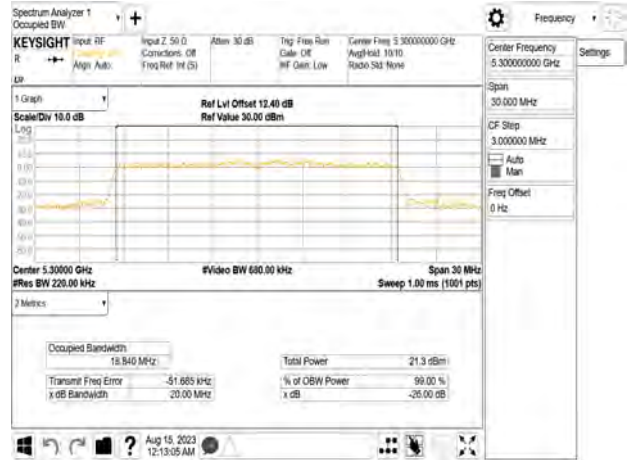 Spectrum Analyzer 1
Occupied BW
Frequency
KEYSIGHT
Input: RF
Input Z: 50 Ω
Atten: 30 dB
Trig: Free Run
Center Freq: 5.300000000 GHz
R
Corrections: Off
Gate: Off
Avg|Hold: 10/10
Align: Auto
Freq Ref: Int (S)
#IF Gain: Low
Radio Std: None
Center Frequency
5.300000000 GHz
Settings
Span
30.000 MHz
CF Step
3.000000 MHz
Auto
Man
Freq Offset
0 Hz
1 Graph
Scale/Div 10.0 dB
Ref Lvl Offset 12.40 dB
Ref Value 30.00 dBm
Log
Center 5.30000 GHz
#Video BW 680.00 kHz
Span 30 MHz
#Res BW 220.00 kHz
Sweep 1.00 ms (1001 pts)
2 Metrics
Occupied Bandwidth
18.840 MHz
Total Power
21.3 dBm
Transmit Freq Error
-51.665 kHz
% of OBW Power
99.00 %
x dB Bandwidth
20.00 MHz
x dB
-26.00 dB
?
Aug 15, 2023
12:13:05 AM